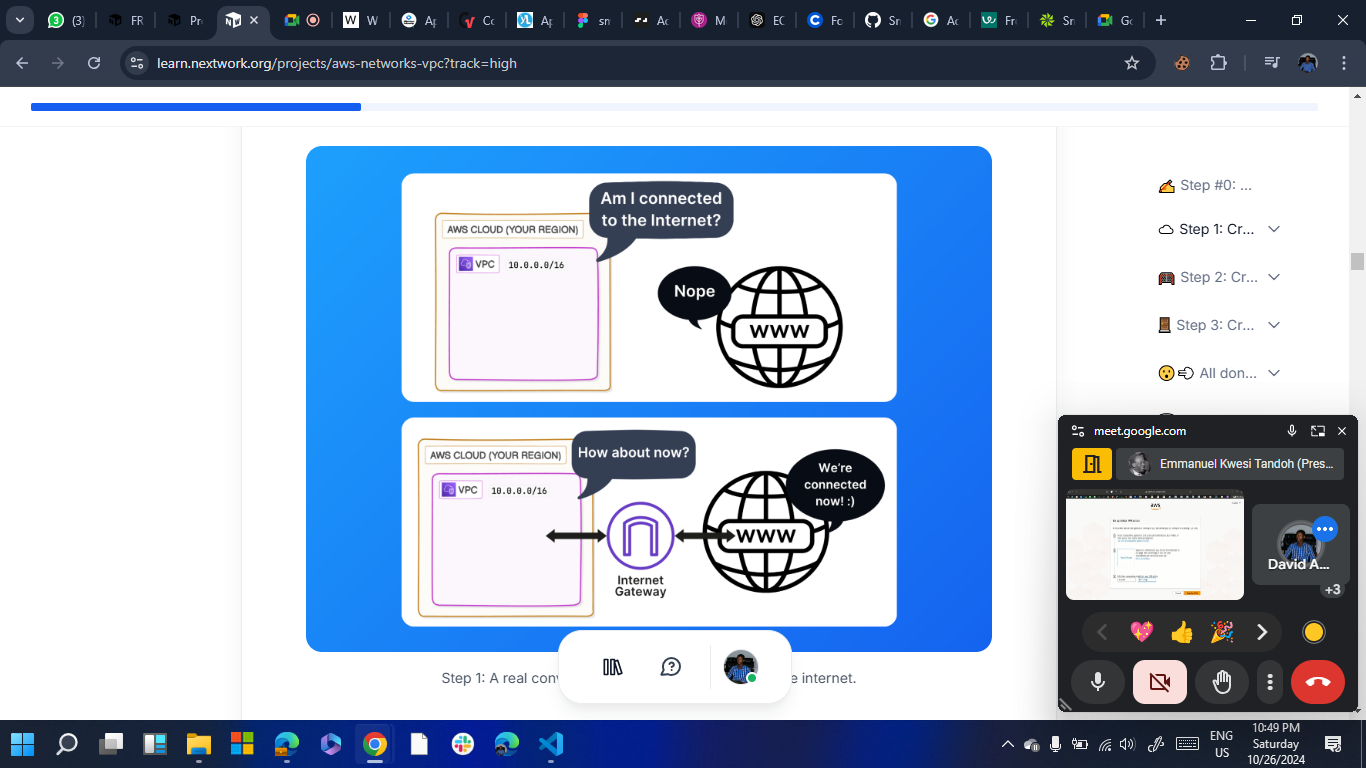 (3)
FR
Pr
W
Ap
Co
Ap
sn
Ac
M
EC
Fo
Sn
Ac
Fr
Sn
Go
learn.nextwork.org/projects/aws-networks-vpc?track=high
Am I connected
to the Internet?
AWS CLOUD (YOUR REGION)
VPC 10.0.0.0/16
Nope
WWW
How about now?
AWS CLOUD (YOUR REGION)
VPC 10.0.0.0/16
We're
connected
now! :)
WWW
Internet
Gateway
Step 1: A real conv
e internet.
Step #0: ...
Step 1: Cr...
Step 2: Cr...
Step 3: Cr...
All don...
meet.google.com
Emmanuel Kwesi Tandoh (Pres...
aws
David A...
+3
ENG
US
10:49 PM
Saturday
10/26/2024